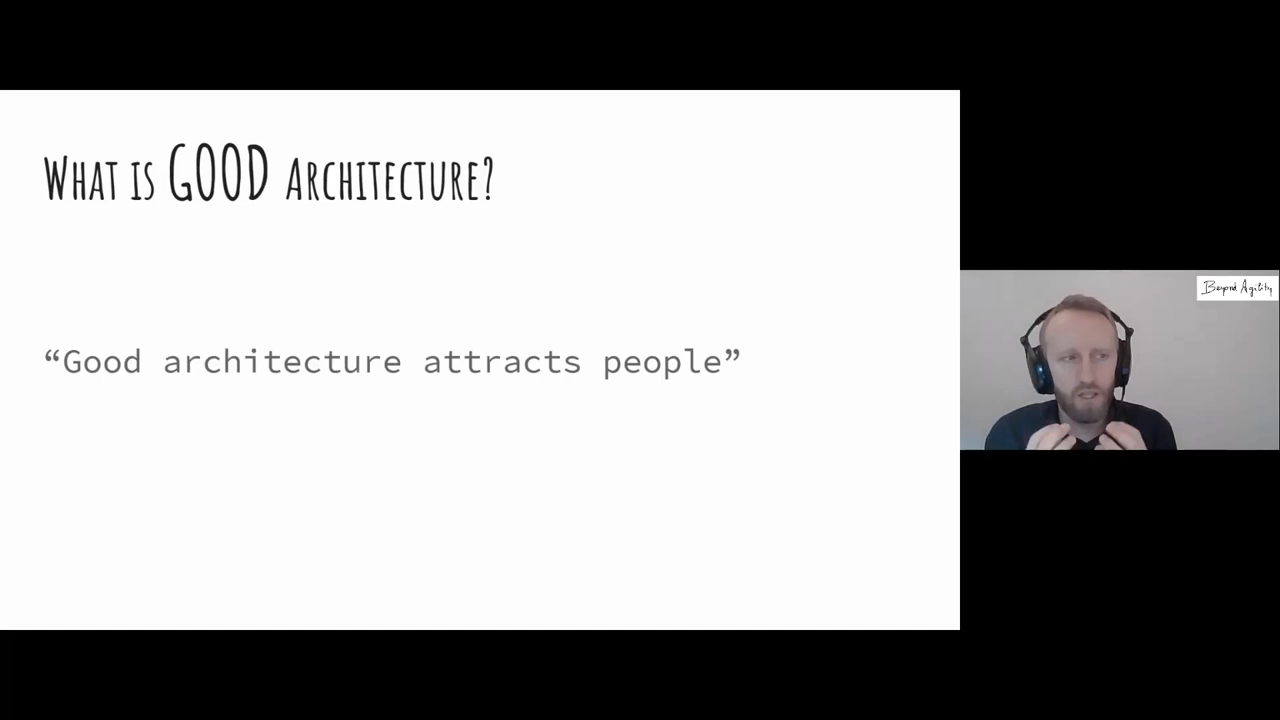 What is GOOD Architecture?
“Good architecture attracts people”
Beyond Agility